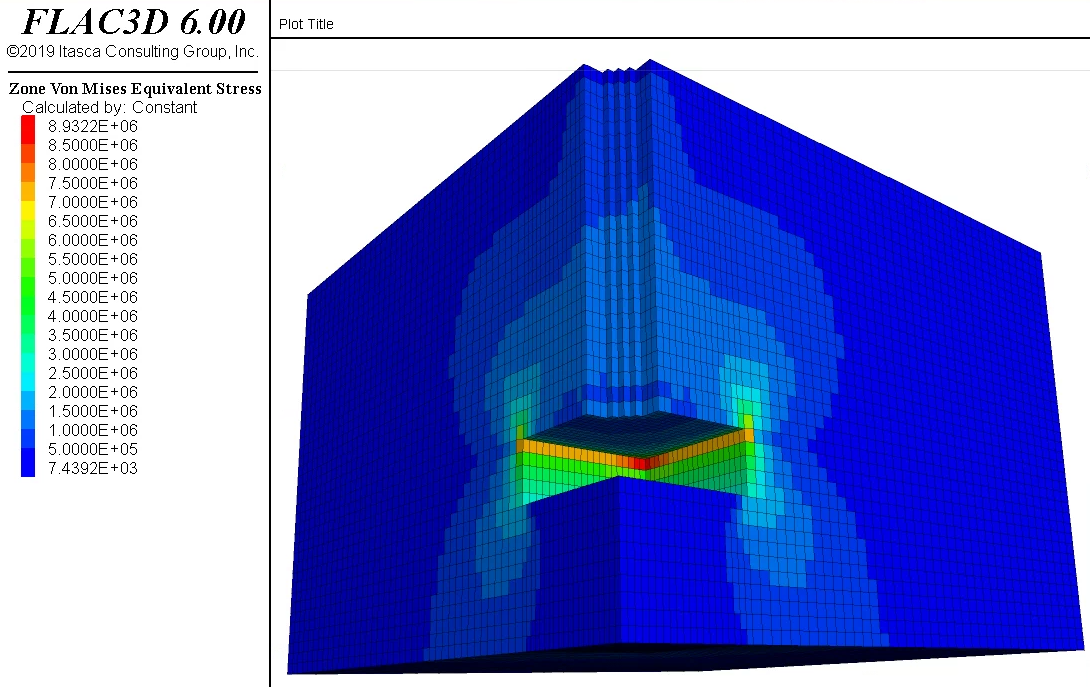 FLAC3D 6.00
©2019 Itasca Consulting Group, Inc.
Plot Title
Zone Von Mises Equivalent Stress
Calculated by: Constant
8.9322E+06
8.5000E+06
8.0000E+06
7.5000E+06
7.0000E+06
6.5000E+06
6.0000E+06
5.5000E+06
5.0000E+06
4.5000E+06
4.0000E+06
3.5000E+06
3.0000E+06
2.5000E+06
2.0000E+06
1.5000E+06
1.0000E+06
5.0000E+05
7.4392E+03